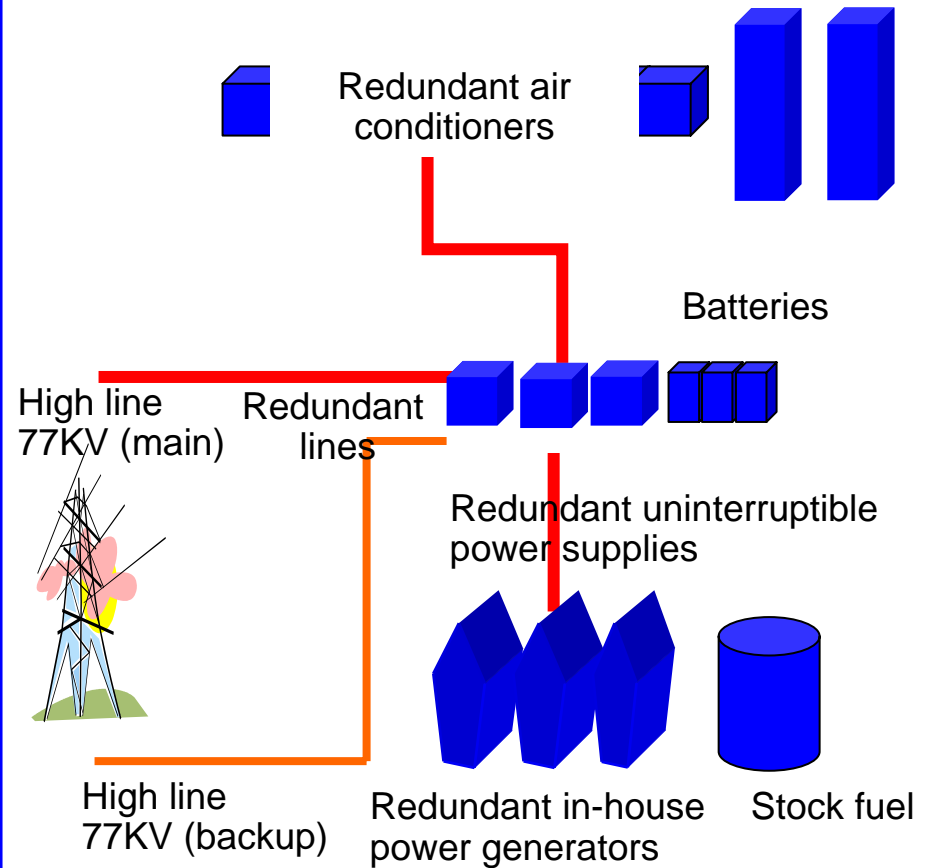 Redundant air
conditioners
Batteries
High line
77KV (main)
Redundant
lines
Redundant uninterruptible
power supplies
High line
77KV (backup)
Redundant in-house
power generators
Stock fuel